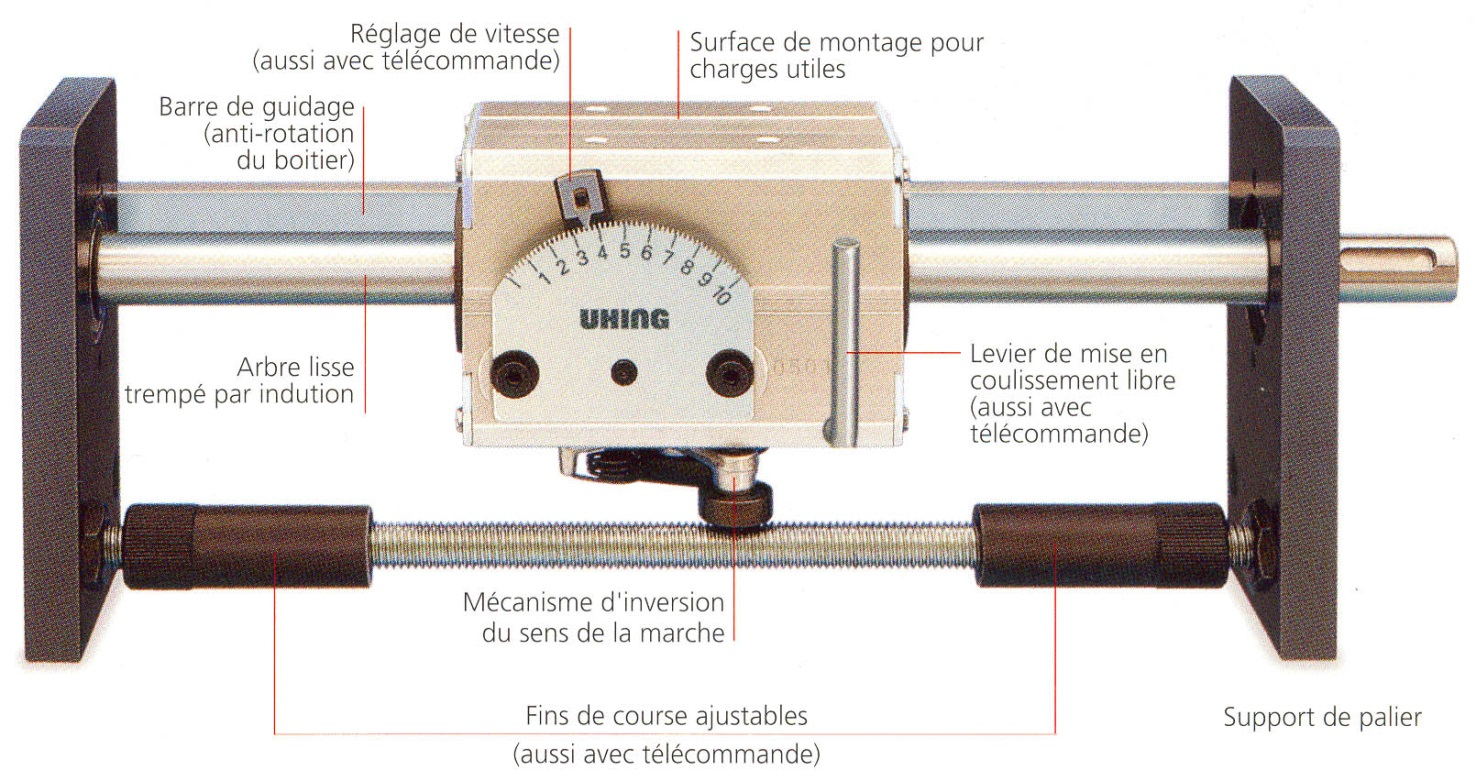 Réglage de vitesse
(aussi avec télécommande)
Surface de montage pour
charges utiles
Barre de guidage
(anti-rotation
du boitier)
1 2 3 4 5 6 7 8 9 10
UHING
Arbre lisse
trempé par indution
Levier de mise en
coulissement libre
(aussi avec
télécommande)
Mécanisme d'inversion
du sens de la marche
Fins de course ajustables
(aussi avec télécommande)
Support de palier